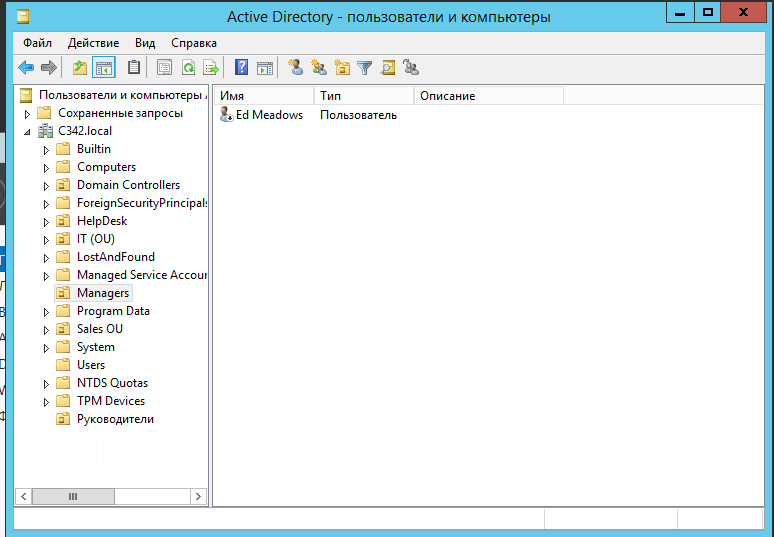 Active Directory - пользователи и компьютеры
Файл Действие Вид Справка
Пользователи и компьютеры
Сохраненные запросы
C342.local
Builtin
Computers
Domain Controllers
ForeignSecurityPrincipals
HelpDesk
IT (OU)
LostAndFound
Managed Service Accour
Managers
Program Data
Sales OU
System
Users
NTDS Quotas
TPM Devices
Руководители
Имя Тип Описание
Ed Meadows Пользователь